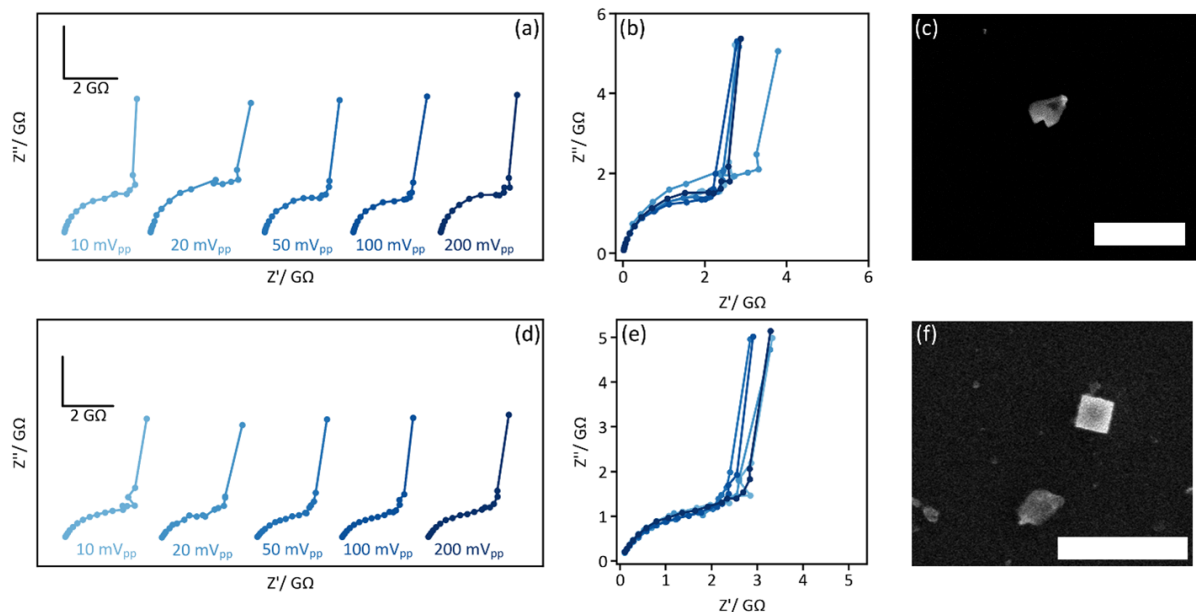 (a)
2 GΩ
Z''/ GΩ
10 mVpp
20 mVpp
50 mVpp
100 mVpp
200 mVpp
Z'/ GΩ
(b)
6
4
2
0
Z''/ GΩ
0 2 4 6
Z'/ GΩ
(c)
(d)
2 GΩ
Z''/ GΩ
10 mVpp
20 mVpp
50 mVpp
100 mVpp
200 mVpp
Z'/ GΩ
(e)
5
4
3
2
1
0
Z''/ GΩ
0 1 2 3 4 5
Z'/ GΩ
(f)